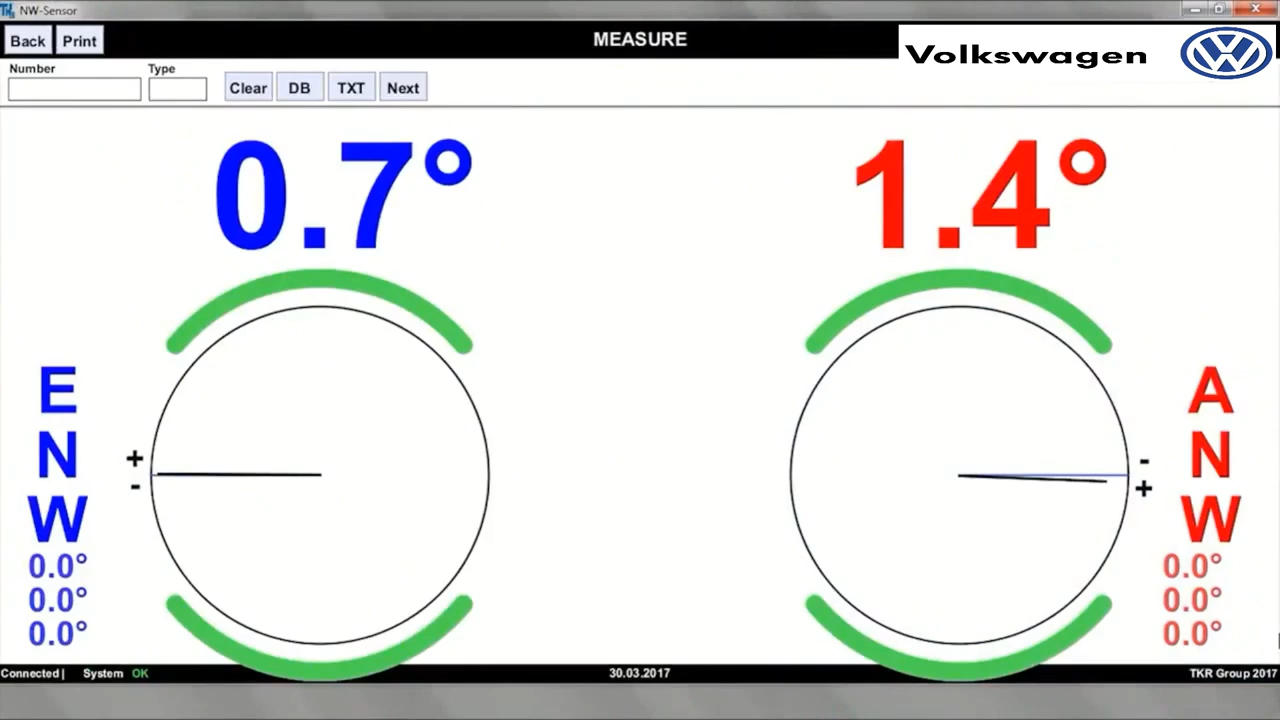 NW-Sensor
Back Print
MEASURE
Volkswagen
Number Type
Clear DB TXT Next
0.7°
1.4°
+
-
E
N
W
0.0°
0.0°
0.0°
-
+
A
N
W
0.0°
0.0°
0.0°
Connected | System OK
30.03.2017
TKR Group 2017